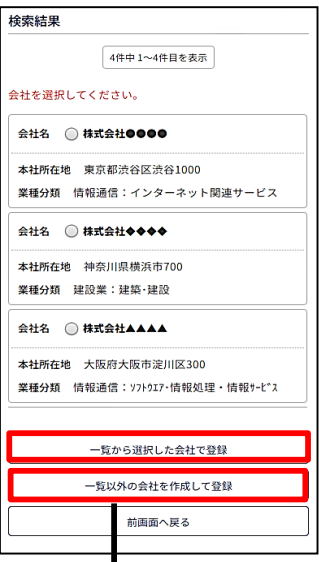 検索結果
4件中 1～4件目を表示
会社を選択してください。
会社名 株式会社●●●●
本社所在地 東京都渋谷区渋谷1000
業種分類 情報通信：インターネット関連サービス
会社名 株式会社◆◆◆◆
本社所在地 神奈川県横浜市700
業種分類 建設業：建築･建設
会社名 株式会社▲▲▲▲
本社所在地 大阪府大阪市淀川区300
業種分類 情報通信：ｿﾌﾄｳｴｱ･情報処理・情報ｻｰﾋﾞｽ
一覧から選択した会社で登録
一覧以外の会社を作成して登録
前画面へ戻る